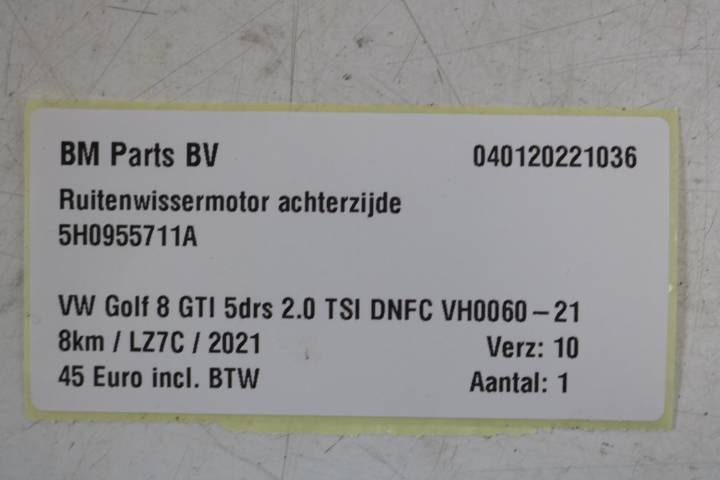 BM Parts BV 040120221036
Ruitenwissermotor achterzijde
5H0955711A
VW Golf 8 GTI 5drs 2.0 TSI DNFC VH0060-21
8km / LZ7C / 2021 Verz: 10
45 Euro incl. BTW Aantal: 1